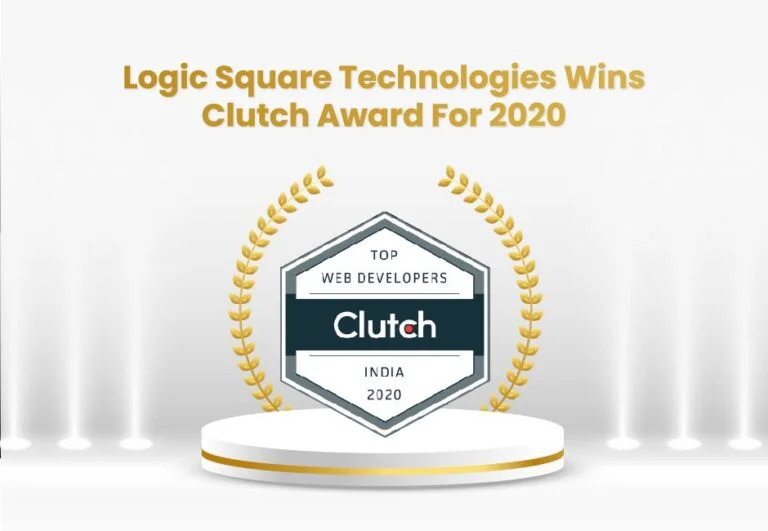 Logic Square Technologies Wins
Clutch Award For 2020
TOP
WEB DEVELOPERS
Clutch
INDIA
2020